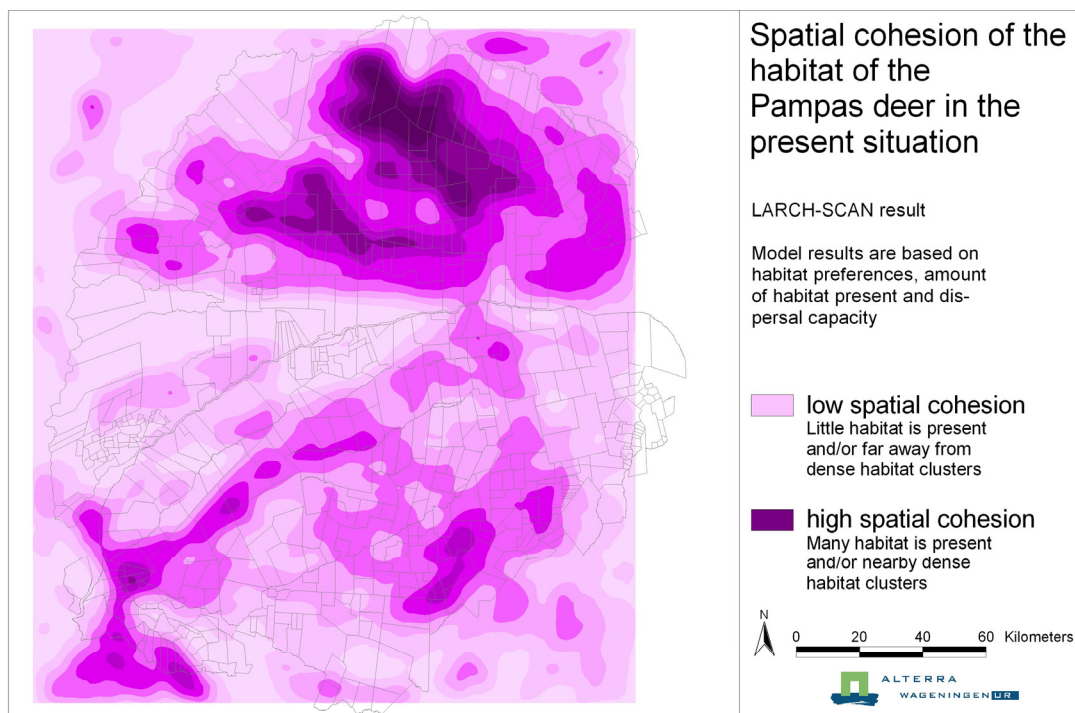 Spatial cohesion of the
habitat of the
Pampas deer in the
present situation
LARCH-SCAN result
Model results are based on
habitat preferences, amount
of habitat present and dis-
persal capacity
low spatial cohesion
Little habitat is present
and/or far away from
dense habitat clusters
high spatial cohesion
Many habitat is present
and/or nearby dense
habitat clusters
N
0 20 40 60 Kilometers
ALTERRA
WAGENINGEN UR